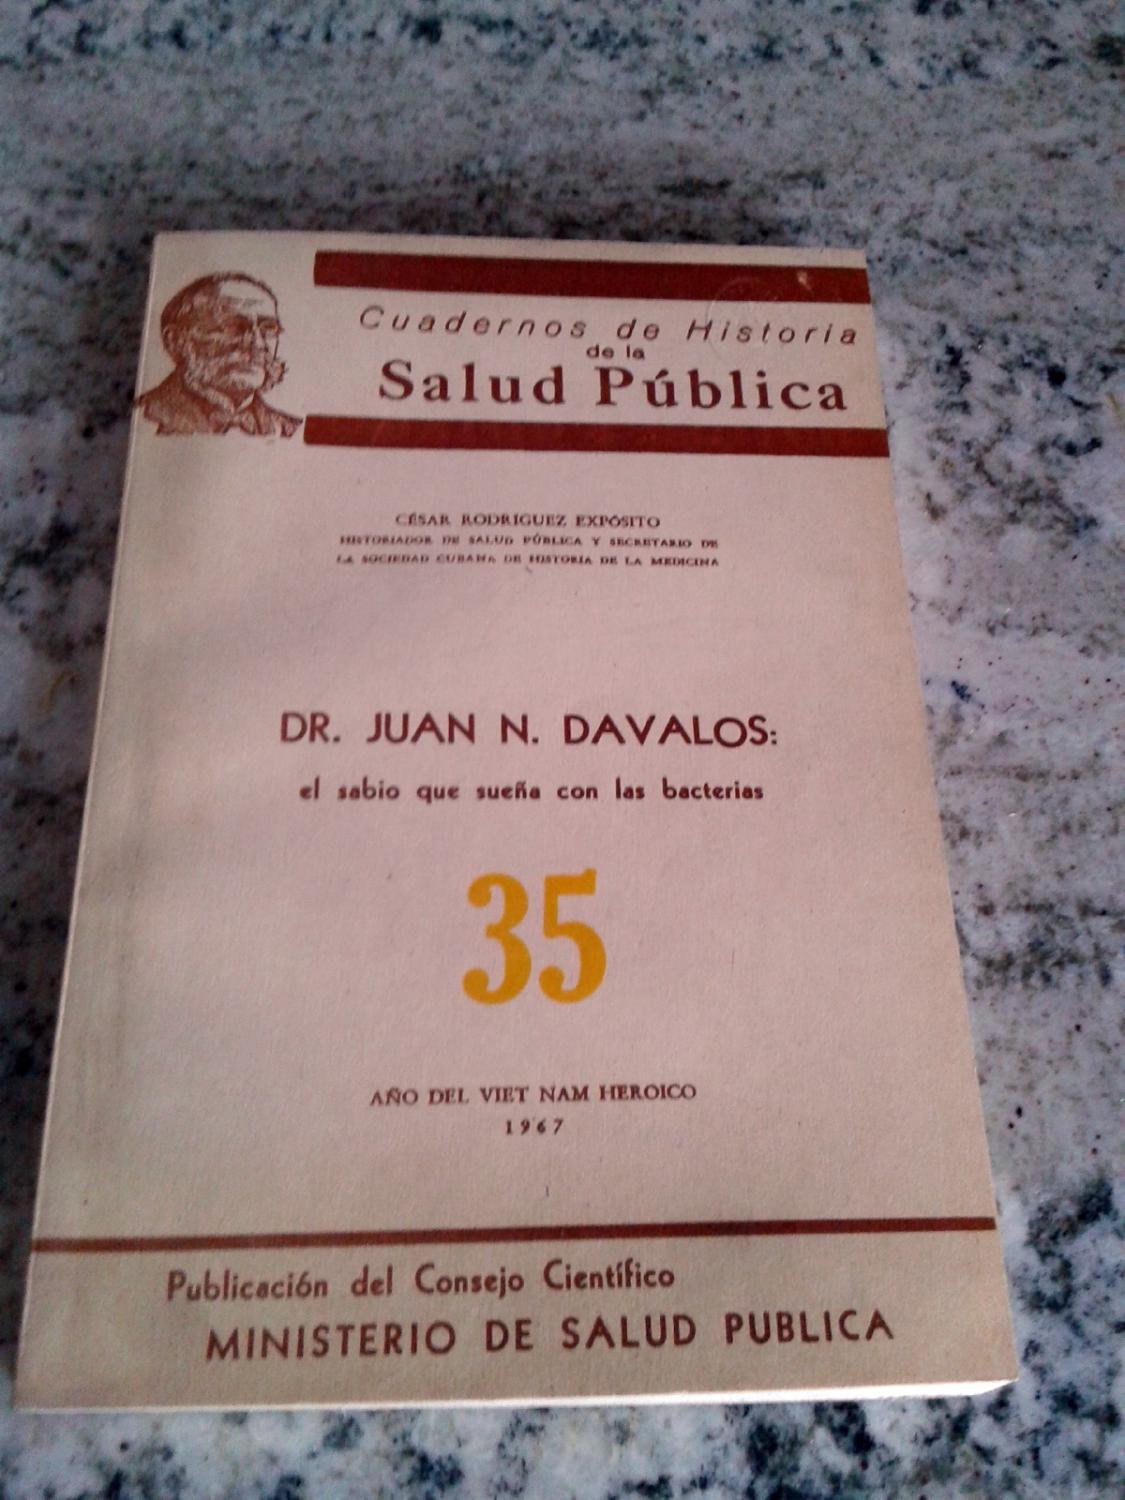 Cuadernos de Historia
de la
Salud Pública
CÉSAR RODRÍGUEZ EXPÓSITO
HISTORIADOR DE SALUD PÚBLICA Y SECRETARIO DE
LA SOCIEDAD CUBANA DE HISTORIA DE LA MEDICINA
DR. JUAN N. DAVALOS:
el sabio que sueña con las bacterias
35
AÑO DEL VIET NAM HEROICO
1967
Publicación del Consejo Científico
MINISTERIO DE SALUD PUBLICA